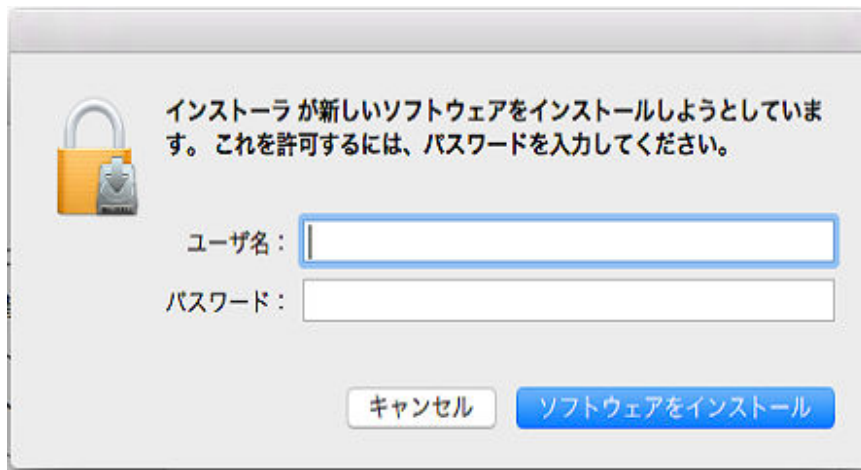 インストーラ が新しいソフトウェアをインストールしようとしていま
す。 これを許可するには、パスワードを入力してください。
ユーザ名：
パスワード：
キャンセル ソフトウェアをインストール